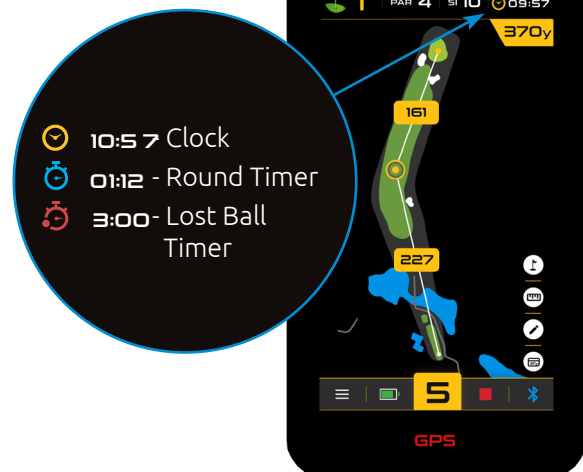 1 PAR 4 SI 10 09:57
370y
10:57 Clock
01:12 - Round Timer
3:00 - Lost Ball
Timer
161
227
5
GPS